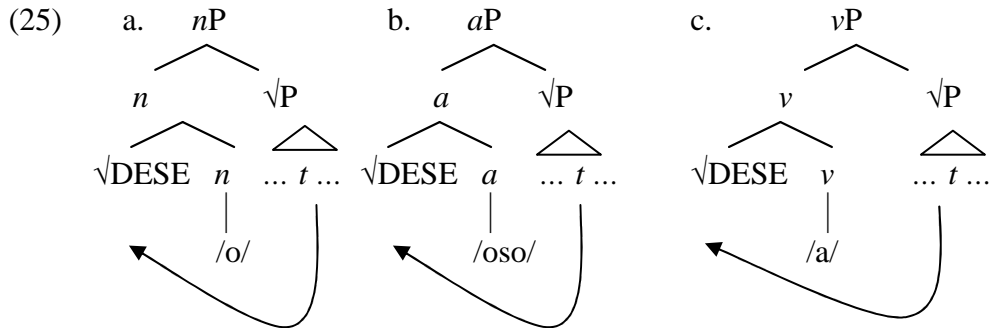 (25) a. nP b. aP c. vP
n √P a √P v √P
√DESE n ... t ... √DESE a ... t ... √DESE v ... t ...
/o/ /oso/ /a/